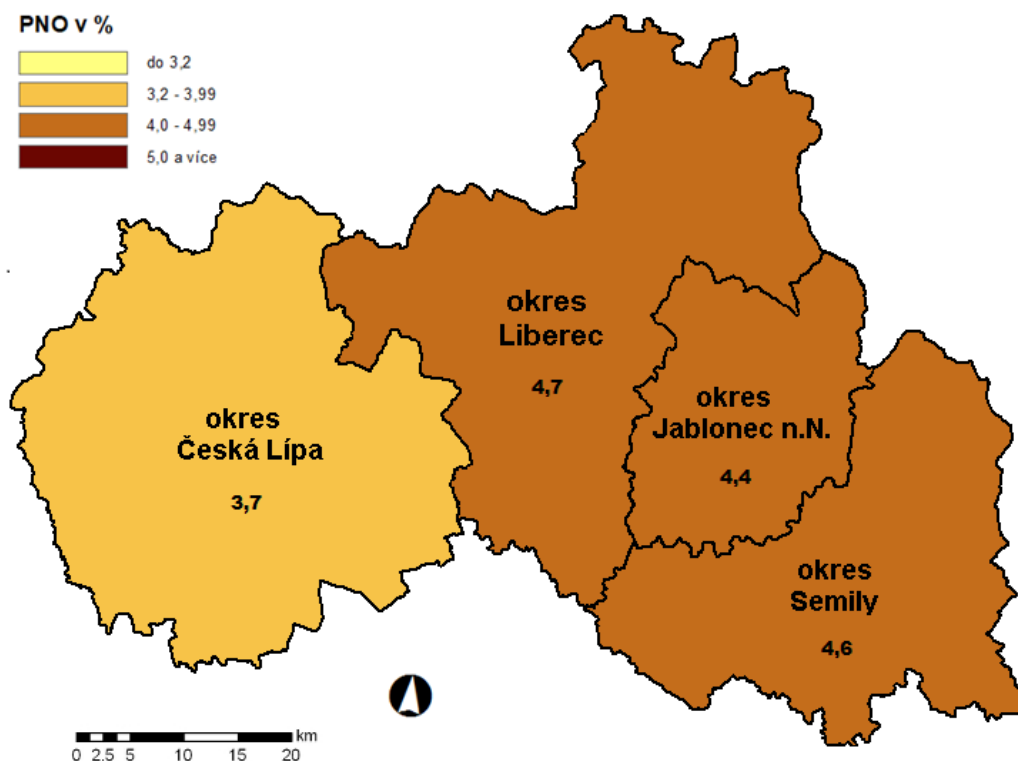 PNO v %
do 3,2
3,2 - 3,99
4,0 - 4,99
5,0 a více
okres
Liberec
4,7
okres
Jablonec n.N.
4,4
okres
Česká Lípa
3,7
okres
Semily
4,6
km
0 2,5 5 10 15 20